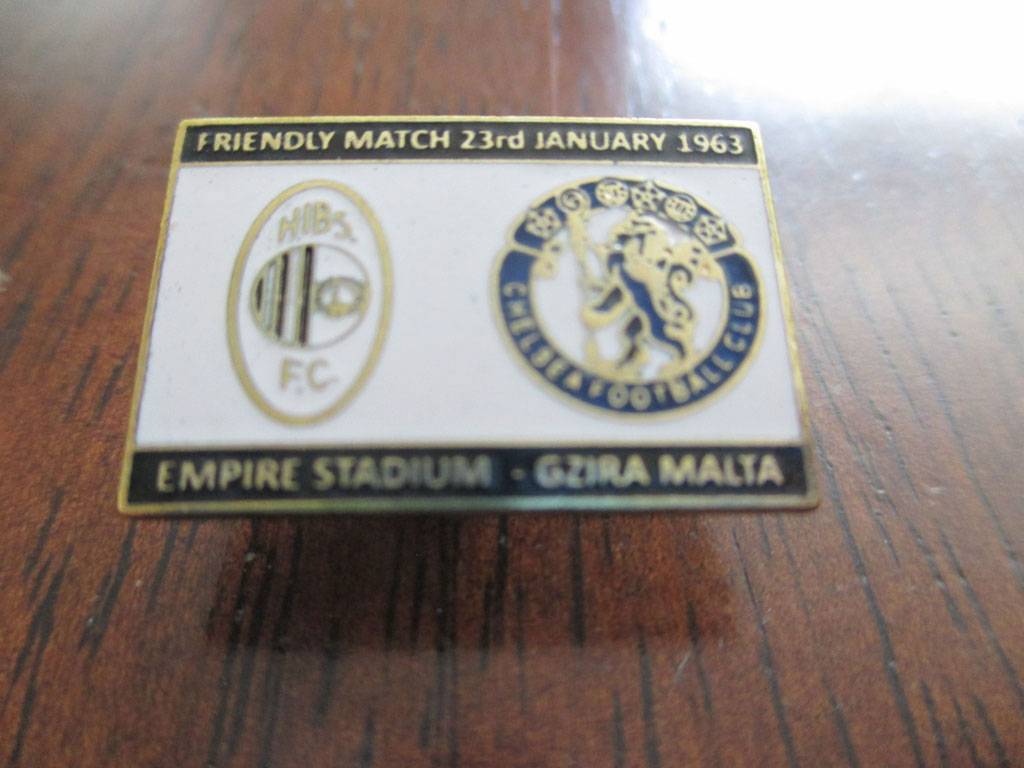 FRIENDLY MATCH 23rd JANUARY 1963
HIBS.
F.C.
CHELSEA FOOTBALL CLUB
EMPIRE STADIUM - GZIRA MALTA